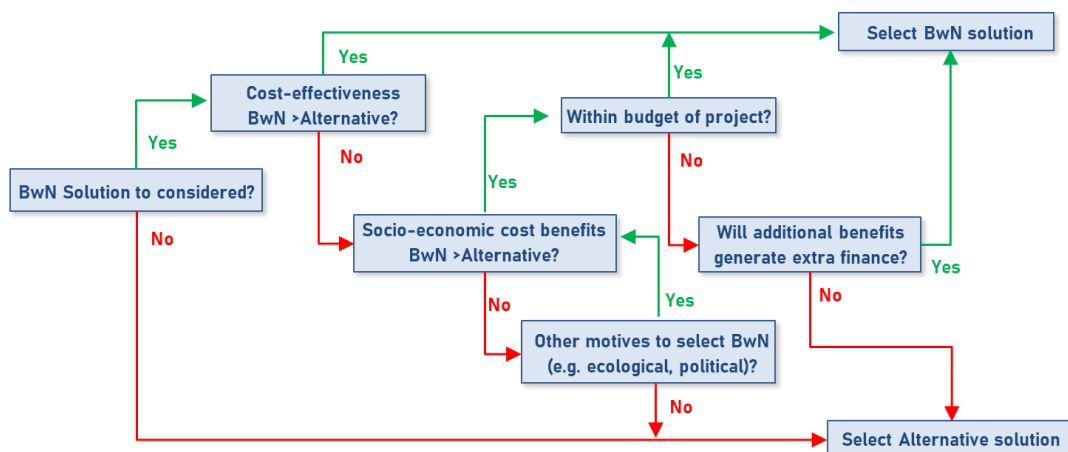 Select BwN solution
Yes
Cost-effectiveness
BwN >Alternative?
Yes
Within budget of project?
Yes
No
No
BwN Solution to considered?
Yes
No
Socio-economic cost benefits
BwN >Alternative?
Will additional benefits
generate extra finance?
Yes
No
Yes
No
Other motives to select BwN
(e.g. ecological, political)?
No
Select Alternative solution